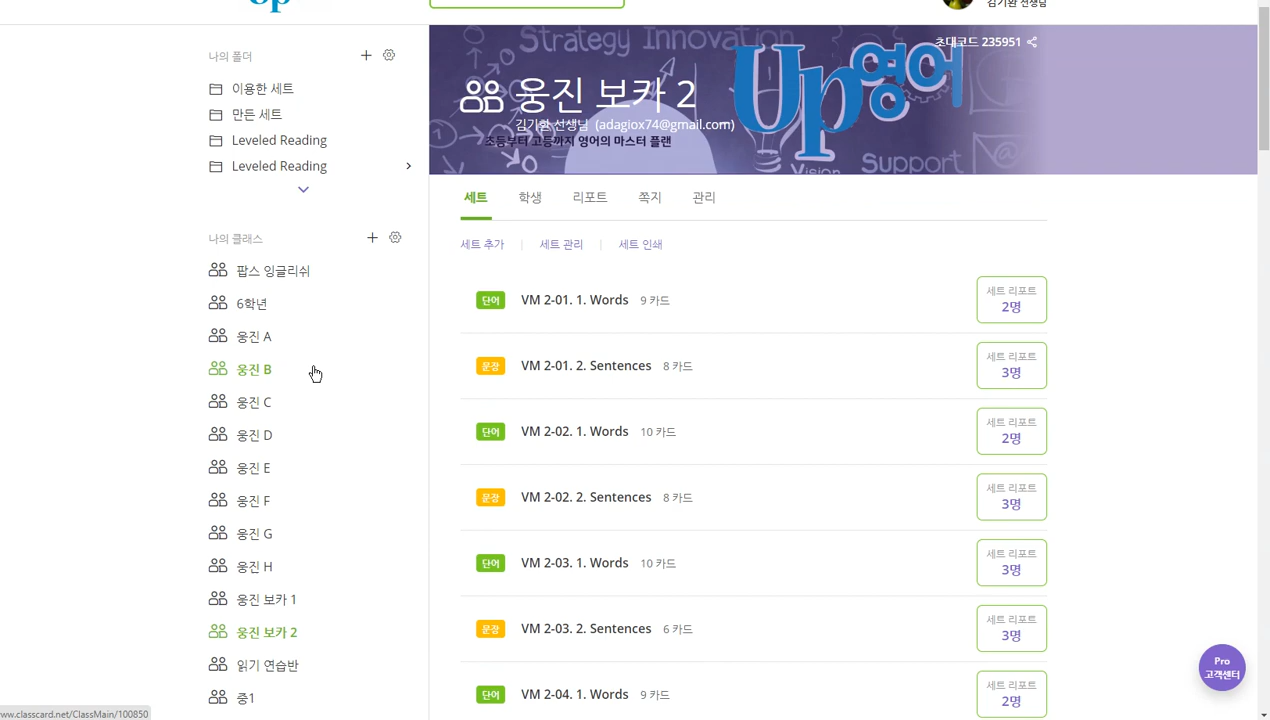 up
김기환 선생님
나의 폴더
이용한 세트
만든 세트
Leveled Reading
Leveled Reading
나의 클래스
팝스 잉글리쉬
6학년
웅진 A
웅진 B
웅진 C
웅진 D
웅진 E
웅진 F
웅진 G
웅진 H
웅진 보카 1
웅진 보카 2
읽기 연습반
중1
Strategy Innovation
초대코드 235951
웅진 보카 2
Up영어
김기환 선생님 (adagiox74@gmail.com)
초등부터 고등까지 영어의 마스터 플랜
Vision
Support
세트 학생 리포트 쪽지 관리
세트 추가 | 세트 관리 | 세트 인쇄
단어 VM 2-01. 1. Words 9 카드 세트 리포트
2명
문장 VM 2-01. 2. Sentences 8 카드 세트 리포트
3명
단어 VM 2-02. 1. Words 10 카드 세트 리포트
2명
문장 VM 2-02. 2. Sentences 8 카드 세트 리포트
3명
단어 VM 2-03. 1. Words 10 카드 세트 리포트
3명
문장 VM 2-03. 2. Sentences 6 카드 세트 리포트
3명
단어 VM 2-04. 1. Words 9 카드 세트 리포트
2명
Pro
고객센터
ww.classcard.net/ClassMain/100850